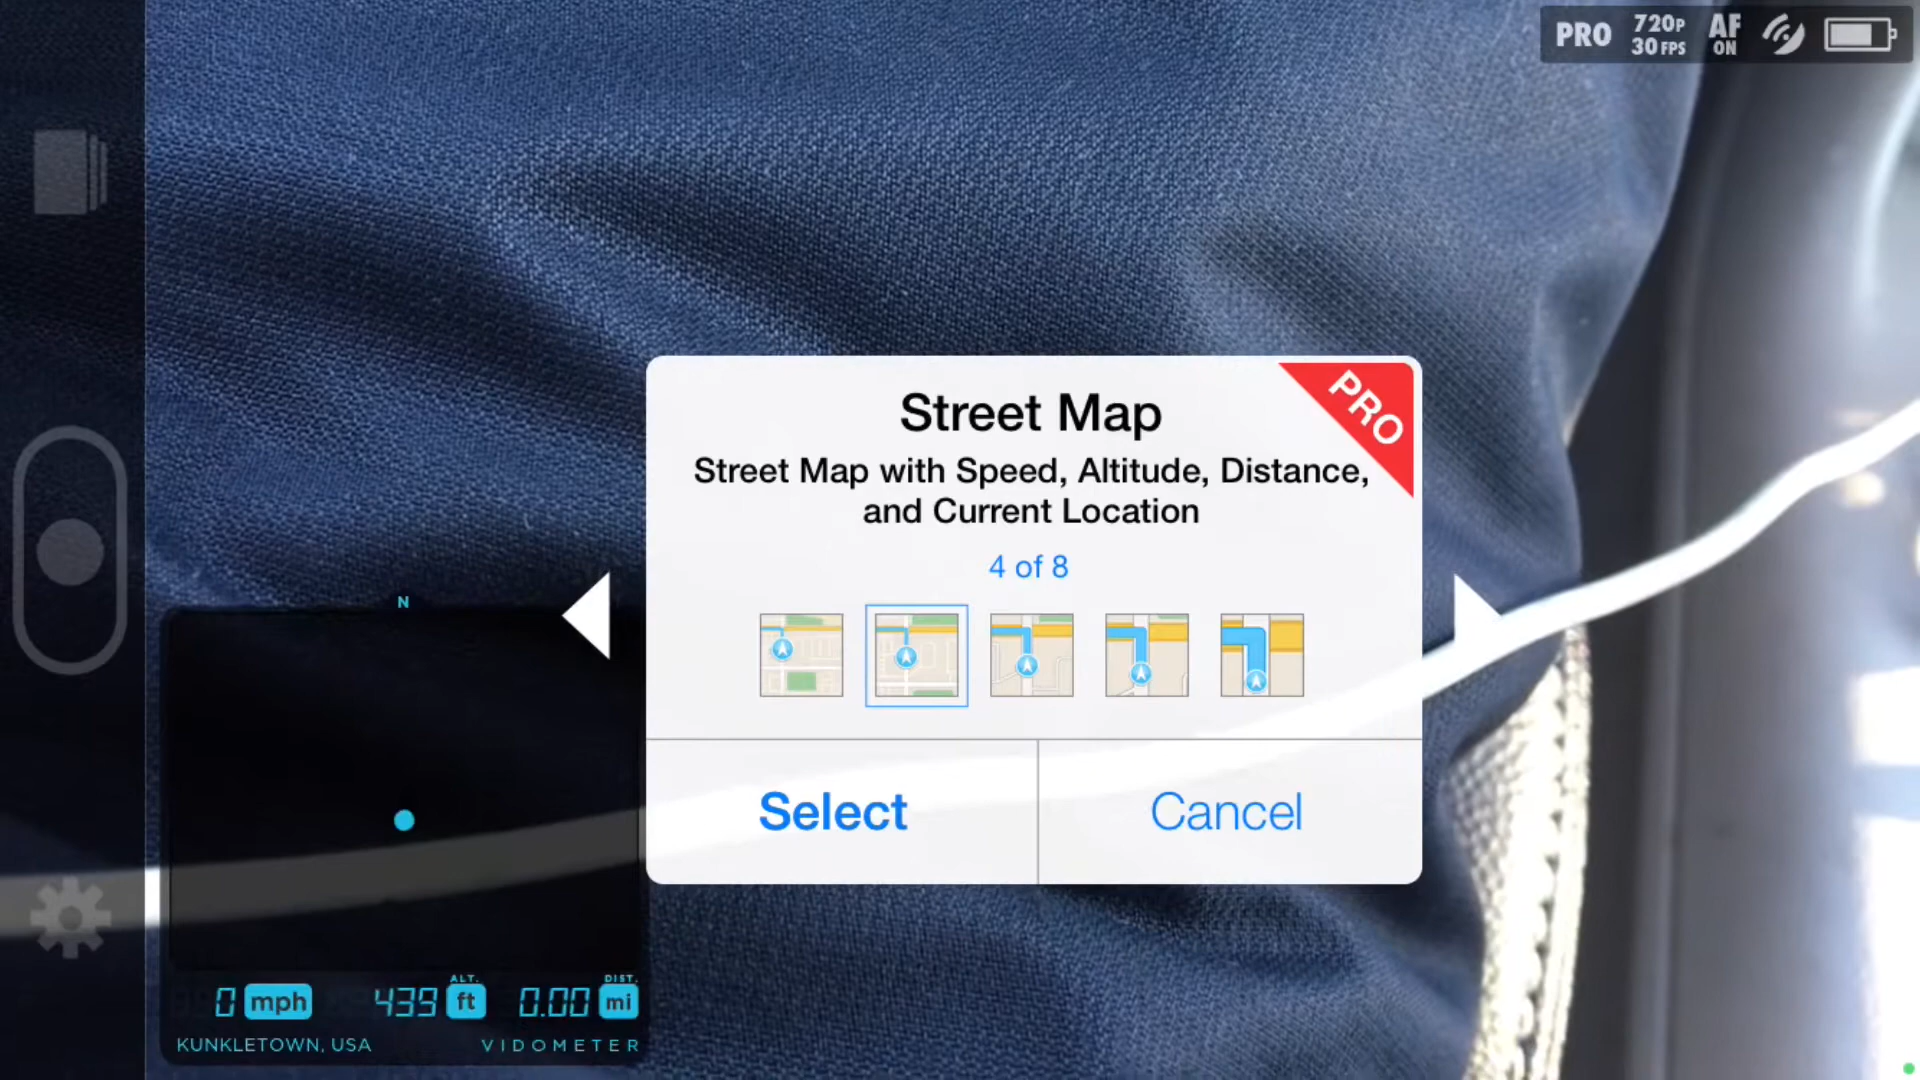 PRO
720P
30 FPS
AF
ON
Street Map
PRO
Street Map with Speed, Altitude, Distance,
and Current Location
4 of 8
Select
Cancel
N
0 mph
ALT.
439 ft
DIST.
0.00 mi
KUNKLETOWN, USA
VIDOMETER